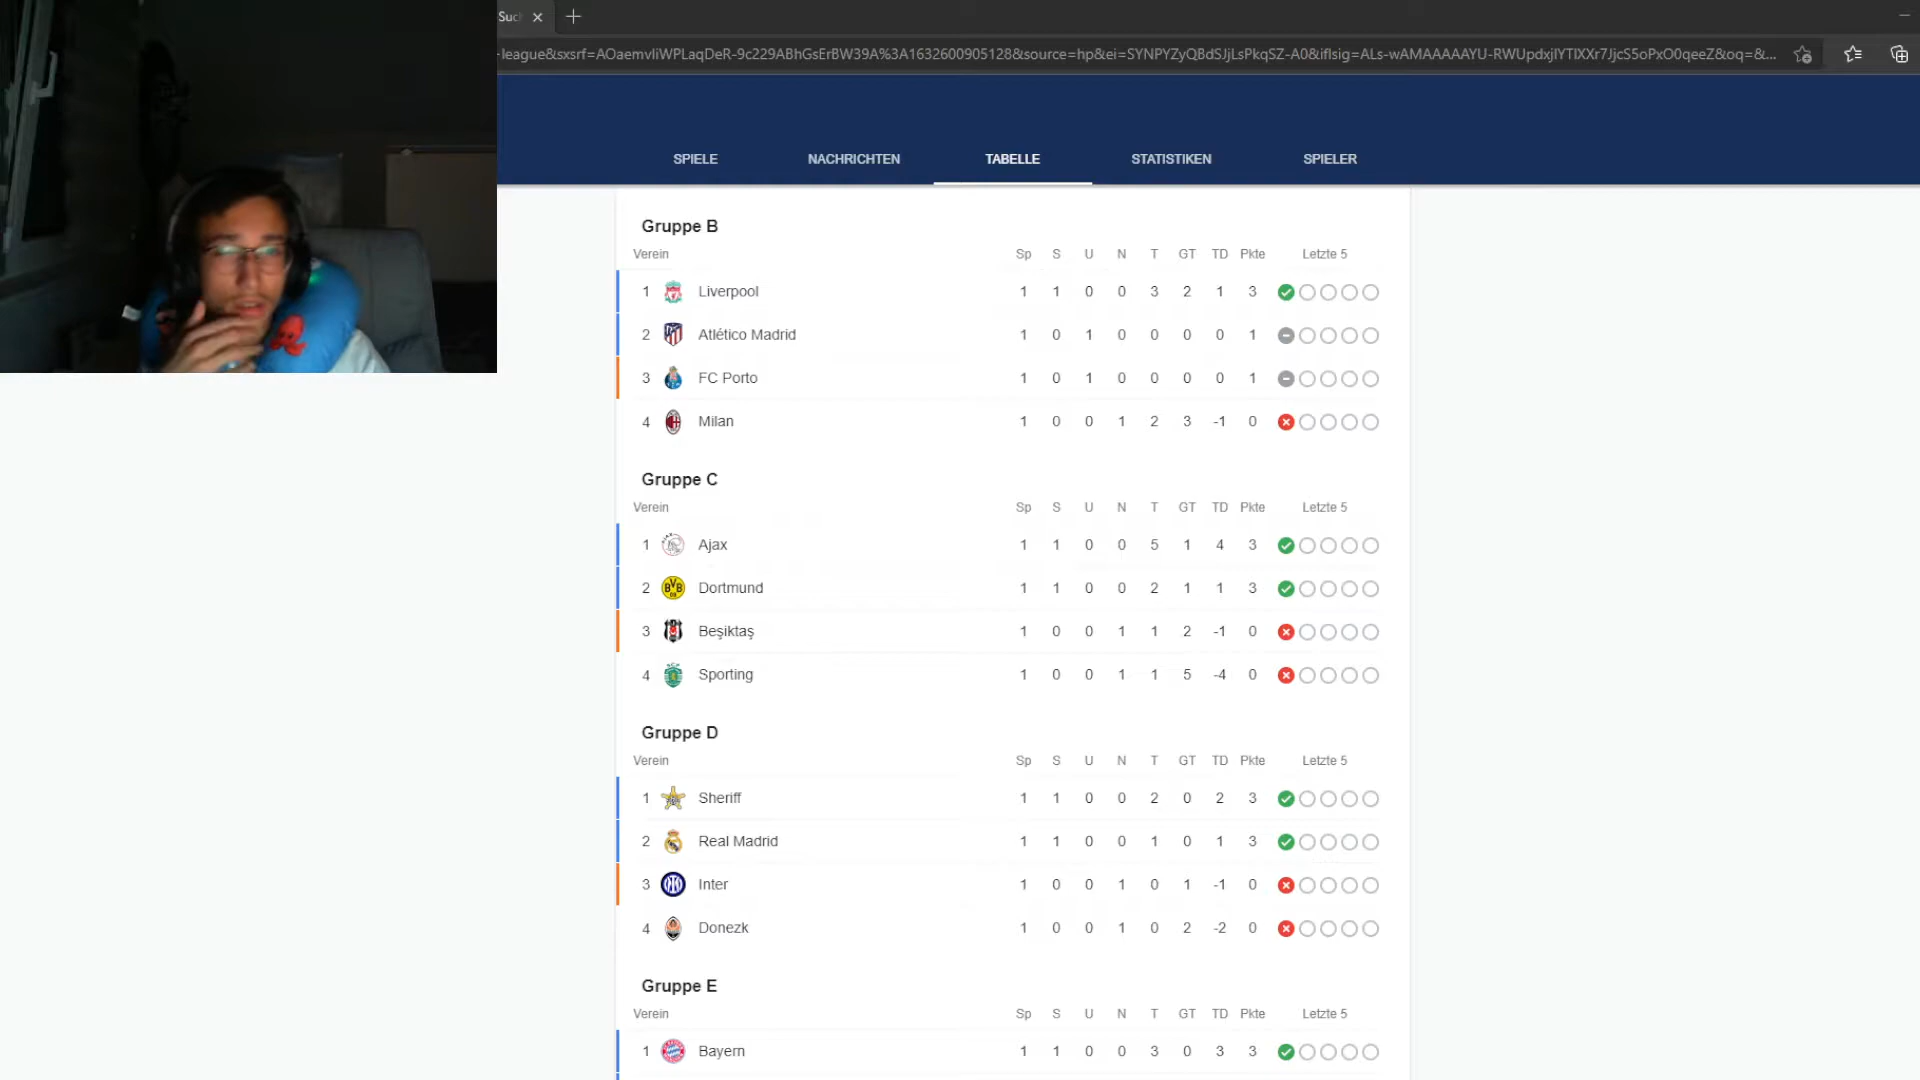 Suc
-league&sxsrf=AOaemvIiWPLaqDeR-9c229ABhGsErBW39A%3A1632600905128&source=hp&ei=SYNPYZyQBdSJjLsPkqSZ-A0&iflsig=ALs-wAMAAAAAYU-RWUpdxjIYTlXXr7JjcS5oPxO0qeeZ&oq=&...
SPIELE NACHRICHTEN TABELLE STATISTIKEN SPIELER
Gruppe B
Verein Sp S U N T GT TD Pkte Letzte 5
1 Liverpool 1 1 0 0 3 2 1 3
2 Atlético Madrid 1 0 1 0 0 0 0 1
3 FC Porto 1 0 1 0 0 0 0 1
4 Milan 1 0 0 1 2 3 -1 0
Gruppe C
Verein Sp S U N T GT TD Pkte Letzte 5
1 Ajax 1 1 0 0 5 1 4 3
2 Dortmund 1 1 0 0 2 1 1 3
3 Beşiktaş 1 0 0 1 1 2 -1 0
4 Sporting 1 0 0 1 1 5 -4 0
Gruppe D
Verein Sp S U N T GT TD Pkte Letzte 5
1 Sheriff 1 1 0 0 2 0 2 3
2 Real Madrid 1 1 0 0 1 0 1 3
3 Inter 1 0 0 1 0 1 -1 0
4 Donezk 1 0 0 1 0 2 -2 0
Gruppe E
Verein Sp S U N T GT TD Pkte Letzte 5
1 Bayern 1 1 0 0 3 0 3 3